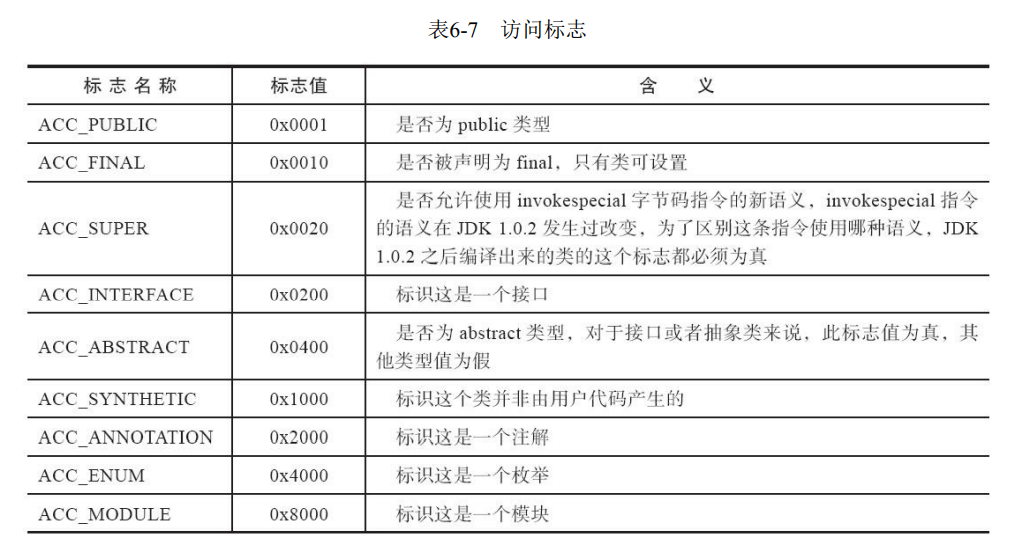 表6-7 访问标志
标志名称 标志值 含 义
ACC_PUBLIC 0x0001 是否为 public 类型
ACC_FINAL 0x0010 是否被声明为 final，只有类可设置
是否允许使用 invokespecial 字节码指令的新语义，invokespecial 指令
ACC_SUPER 0x0020 的语义在 JDK 1.0.2 发生过改变，为了区别这条指令使用哪种语义，JDK
1.0.2 之后编译出来的类的这个标志都必须为真
ACC_INTERFACE 0x0200 标识这是一个接口
ACC_ABSTRACT 0x0400 是否为 abstract 类型，对于接口或者抽象类来说，此标志值为真，其
他类型值为假
ACC_SYNTHETIC 0x1000 标识这个类并非由用户代码产生的
ACC_ANNOTATION 0x2000 标识这是一个注解
ACC_ENUM 0x4000 标识这是一个枚举
ACC_MODULE 0x8000 标识这是一个模块